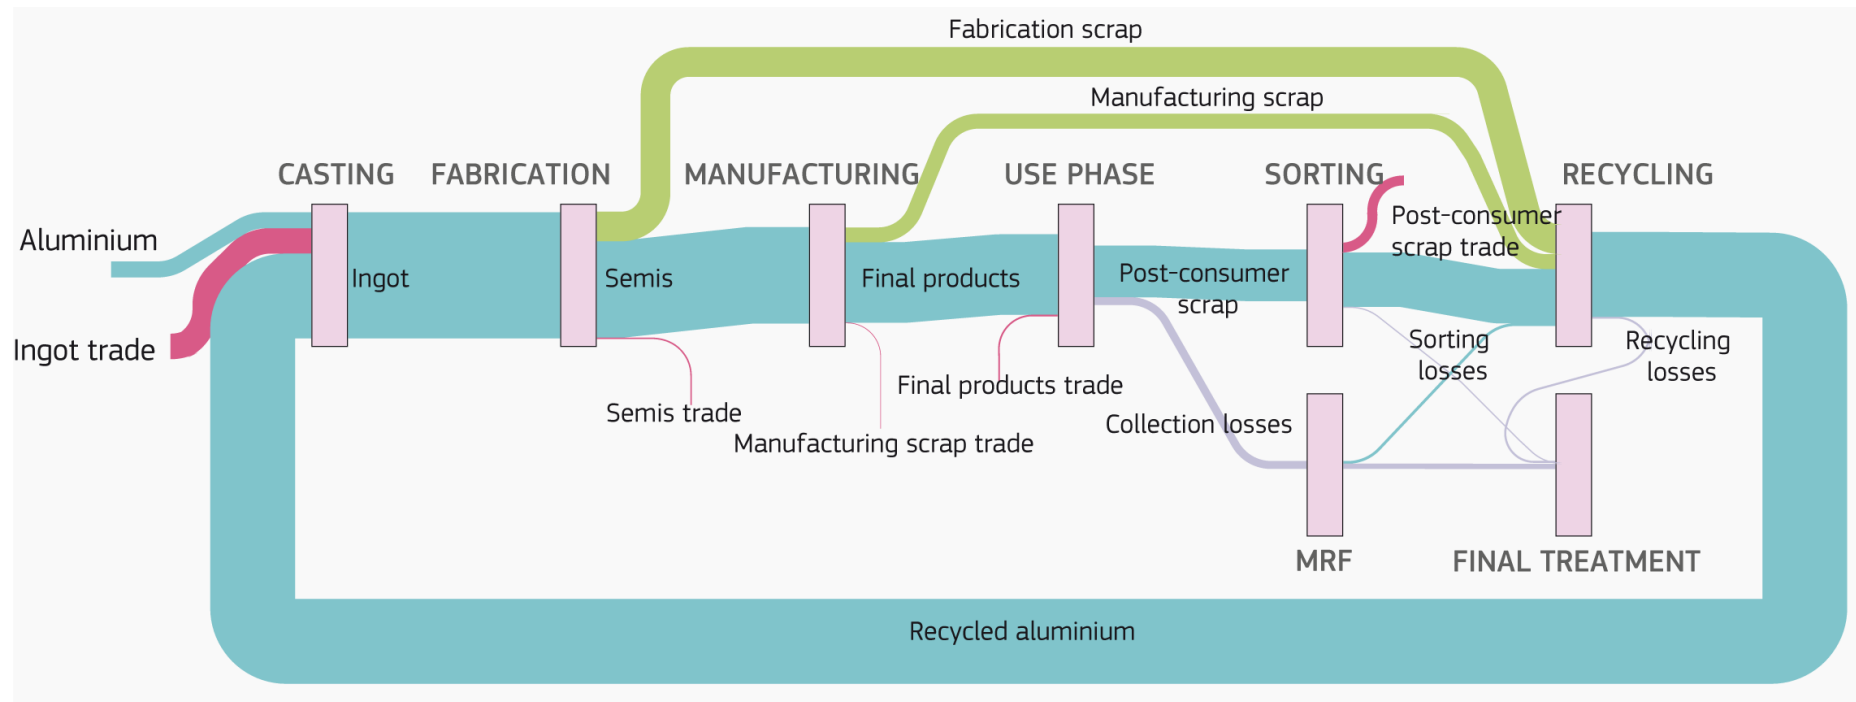 Fabrication scrap
Manufacturing scrap
CASTING
FABRICATION
MANUFACTURING
USE PHASE
SORTING
RECYCLING
Aluminium
Post-consumer
scrap trade
Ingot
Semis
Final products
Post-consumer
scrap
Ingot trade
Sorting
losses
Recycling
losses
Final products trade
Semis trade
Manufacturing scrap trade
Collection losses
MRF
FINAL TREATMENT
Recycled aluminium